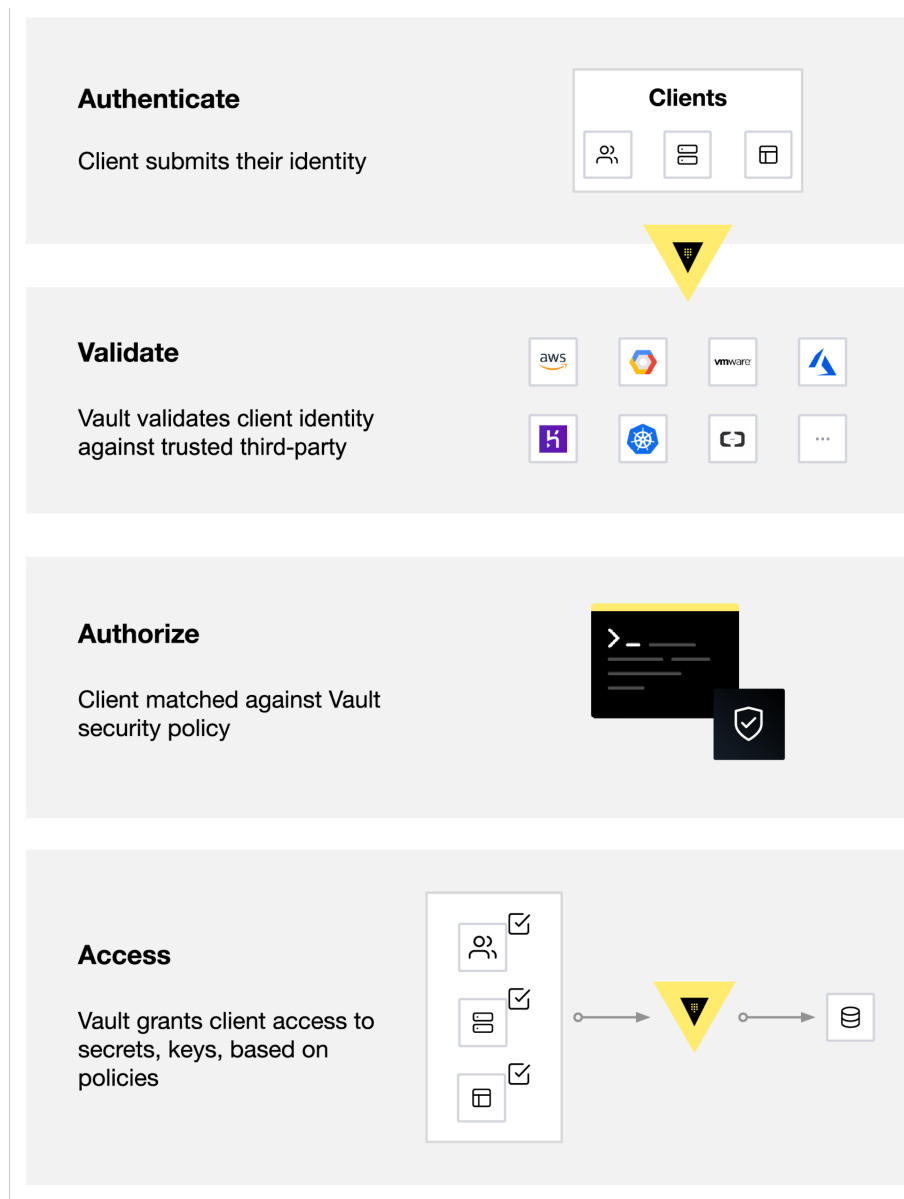 Authenticate
Clients
Client submits their identity
Validate
aws
vmware
Vault validates client identity
against trusted third-party
Authorize
Client matched against Vault
security policy
Access
Vault grants client access to
secrets, keys, based on
policies